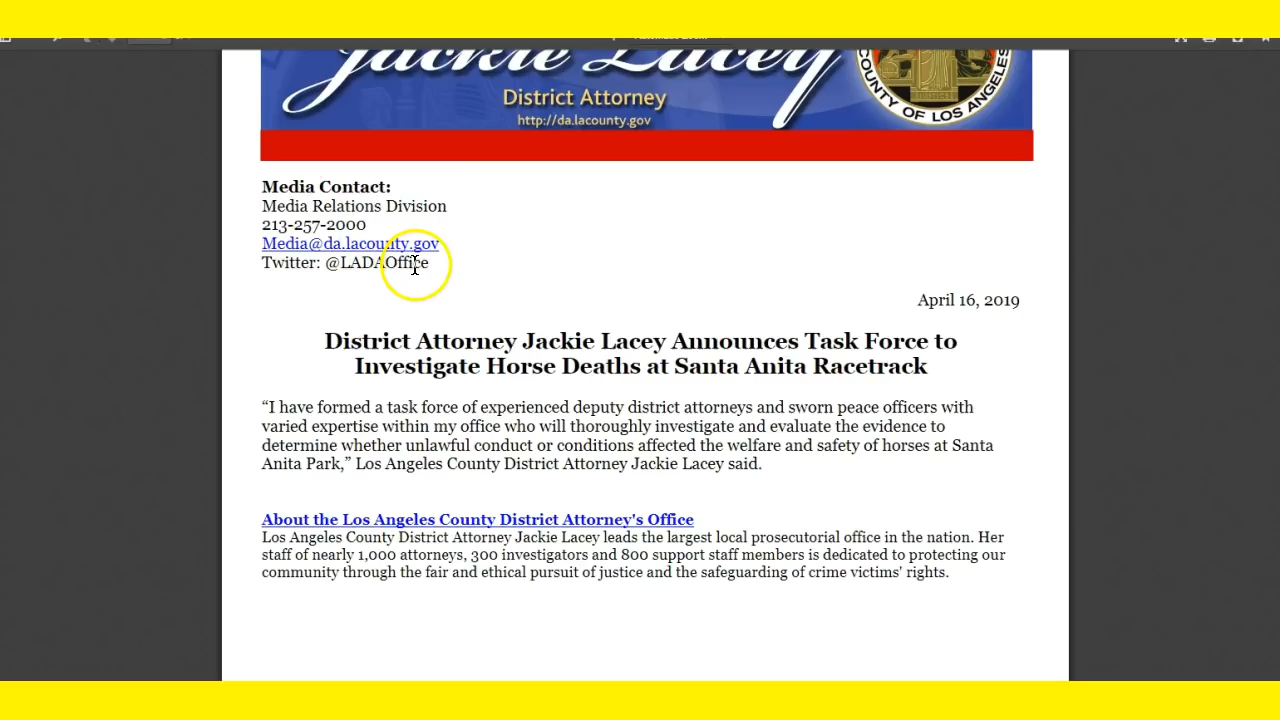 Jackie Lacey
District Attorney
http://da.lacounty.gov
COUNTY OF LOS ANGELES
Media Contact:
Media Relations Division
213-257-2000
Media@da.lacounty.gov
Twitter: @LADAOffice
April 16, 2019
District Attorney Jackie Lacey Announces Task Force to
Investigate Horse Deaths at Santa Anita Racetrack
“I have formed a task force of experienced deputy district attorneys and sworn peace officers with
varied expertise within my office who will thoroughly investigate and evaluate the evidence to
determine whether unlawful conduct or conditions affected the welfare and safety of horses at Santa
Anita Park,” Los Angeles County District Attorney Jackie Lacey said.
About the Los Angeles County District Attorney's Office
Los Angeles County District Attorney Jackie Lacey leads the largest local prosecutorial office in the nation. Her
staff of nearly 1,000 attorneys, 300 investigators and 800 support staff members is dedicated to protecting our
community through the fair and ethical pursuit of justice and the safeguarding of crime victims' rights.